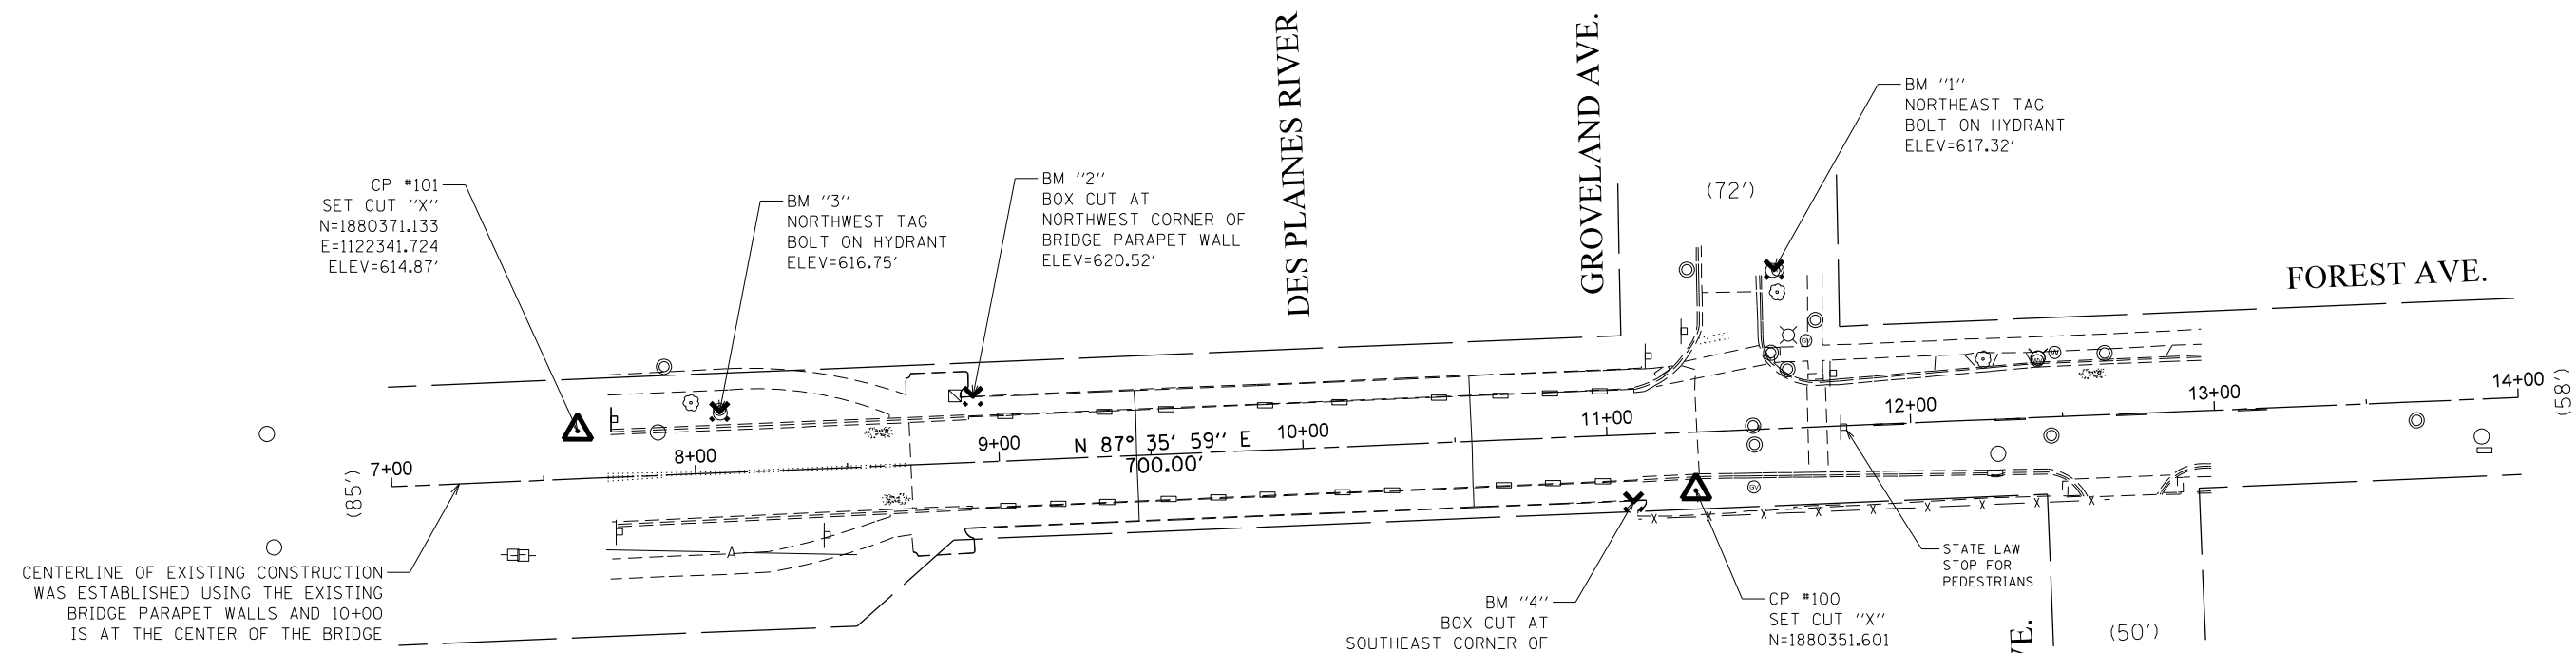 DES PLAINES RIVER
GROVELAND AVE.
BM "1"
NORTHEAST TAG
BOLT ON HYDRANT
ELEV=617.32'
CP #101
SET CUT "X"
N=1880371.133
E=1122341.724
ELEV=614.87'
BM "3"
NORTHWEST TAG
BOLT ON HYDRANT
ELEV=616.75'
BM "2"
BOX CUT AT
NORTHWEST CORNER OF
BRIDGE PARAPET WALL
ELEV=620.52'
(72')
FOREST AVE.
7+00
8+00
9+00
N 87° 35' 59" E
700.00'
10+00
11+00
12+00
13+00
14+00
(85')
(58')
GV
A
X X X X X X X X X
CENTERLINE OF EXISTING CONSTRUCTION
WAS ESTABLISHED USING THE EXISTING
BRIDGE PARAPET WALLS AND 10+00
IS AT THE CENTER OF THE BRIDGE
STATE LAW
STOP FOR
PEDESTRIANS
BM "4"
BOX CUT AT
SOUTHEAST CORNER OF
CP #100
SET CUT "X"
N=1880351.601
VE.
(50')